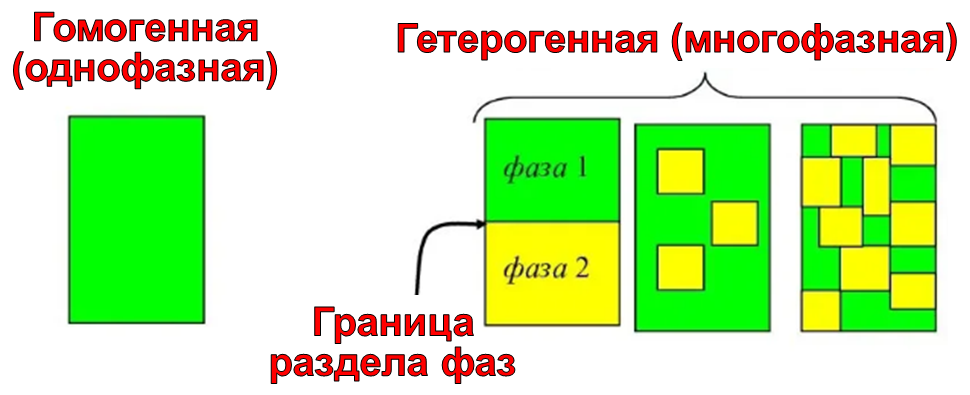 Гомогенная
(однофазная)
Гетерогенная (многофазная)
фаза 1
фаза 2
Граница
раздела фаз